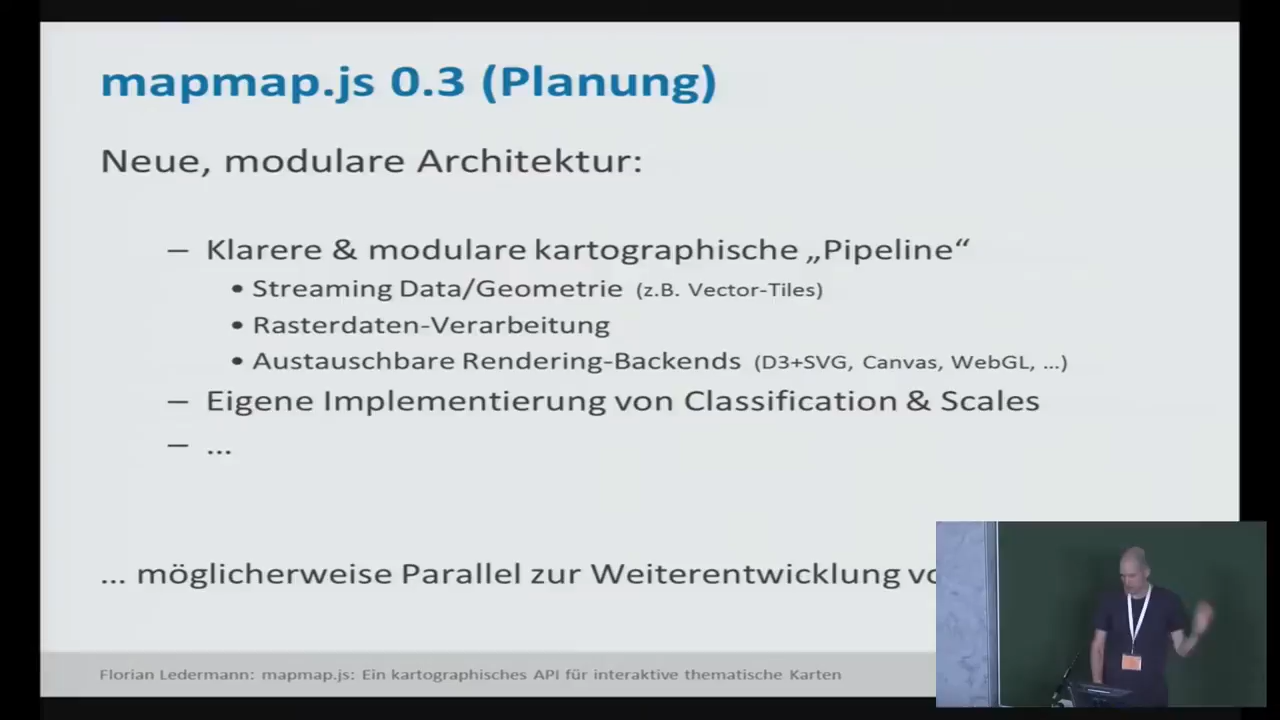 mapmap.js 0.3 (Planung)
Neue, modulare Architektur:
– Klarere & modulare kartographische „Pipeline“
• Streaming Data/Geometrie (z.B. Vector-Tiles)
• Rasterdaten-Verarbeitung
• Austauschbare Rendering-Backends (D3+SVG, Canvas, WebGL, ...)
– Eigene Implementierung von Classification & Scales
– ...
... möglicherweise Parallel zur Weiterentwicklung
Florian Ledermann: mapmap.js: Ein kartographisches API für interaktive thematische Karten